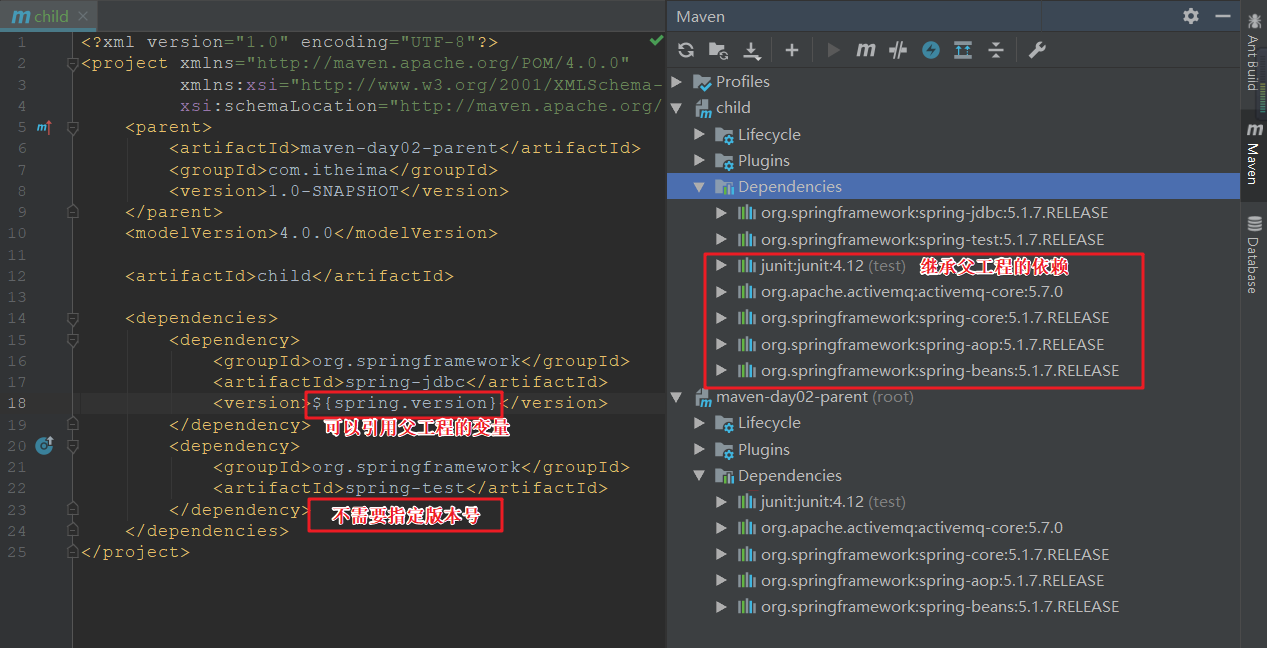 child
1 <?xml version="1.0" encoding="UTF-8"?>
2 <project xmlns="http://maven.apache.org/POM/4.0.0"
3 xmlns:xsi="http://www.w3.org/2001/XMLSchema-
4 xsi:schemaLocation="http://maven.apache.org/
5 <parent>
6 <artifactId>maven-day02-parent</artifactId>
7 <groupId>com.itheima</groupId>
8 <version>1.0-SNAPSHOT</version>
9 </parent>
10 <modelVersion>4.0.0</modelVersion>
11
12 <artifactId>child</artifactId>
13
14 <dependencies>
15 <dependency>
16 <groupId>org.springframework</groupId>
17 <artifactId>spring-jdbc</artifactId>
18 <version>${spring.version}</version>
19 </dependency> 可以引用父工程的变量
20 <dependency>
21 <groupId>org.springframework</groupId>
22 <artifactId>spring-test</artifactId>
23 </dependency> 不需要指定版本号
24 </dependencies>
25 </project>
Maven
Profiles
child
Lifecycle
Plugins
Dependencies
org.springframework:spring-jdbc:5.1.7.RELEASE
org.springframework:spring-test:5.1.7.RELEASE
junit:junit:4.12 (test) 继承父工程的依赖
org.apache.activemq:activemq-core:5.7.0
org.springframework:spring-core:5.1.7.RELEASE
org.springframework:spring-aop:5.1.7.RELEASE
org.springframework:spring-beans:5.1.7.RELEASE
maven-day02-parent (root)
Lifecycle
Plugins
Dependencies
junit:junit:4.12 (test)
org.apache.activemq:activemq-core:5.7.0
org.springframework:spring-core:5.1.7.RELEASE
org.springframework:spring-aop:5.1.7.RELEASE
org.springframework:spring-beans:5.1.7.RELEASE
Ant Build
Maven
Database